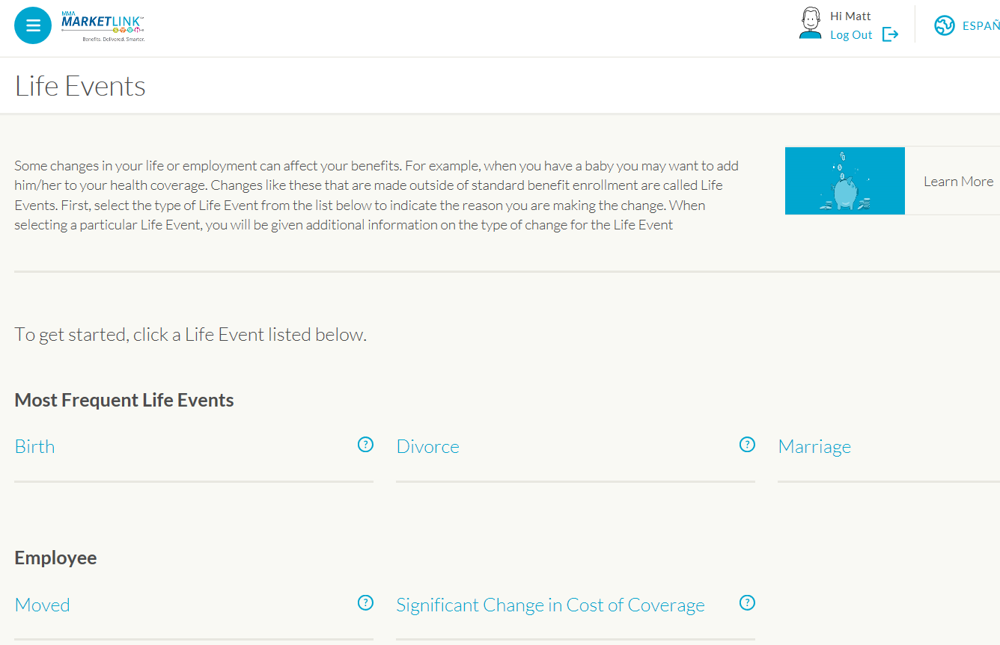 MMA
MARKETLINK
Benefits. Delivered. Smarter.
Hi Matt
Log Out
ESPAÑ
Life Events
Some changes in your life or employment can affect your benefits. For example, when you have a baby you may want to add
him/her to your health coverage. Changes like these that are made outside of standard benefit enrollment are called Life
Events. First, select the type of Life Event from the list below to indicate the reason you are making the change. When
selecting a particular Life Event, you will be given additional information on the type of change for the Life Event
Learn More
To get started, click a Life Event listed below.
Most Frequent Life Events
Birth ? Divorce ? Marriage
Employee
Moved ? Significant Change in Cost of Coverage ?